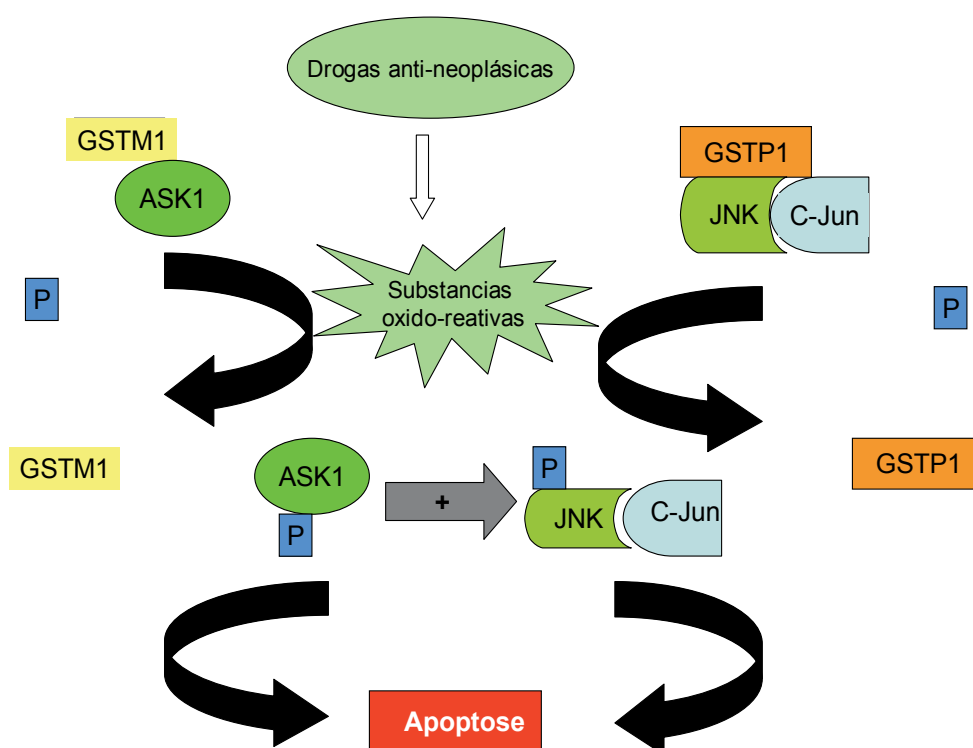 Drogas anti-neoplásicas
GSTM1
ASK1
GSTP1
JNK
C-Jun
P
Substancias
oxido-reativas
P
GSTM1
ASK1
P
+
P
JNK
C-Jun
GSTP1
Apoptose